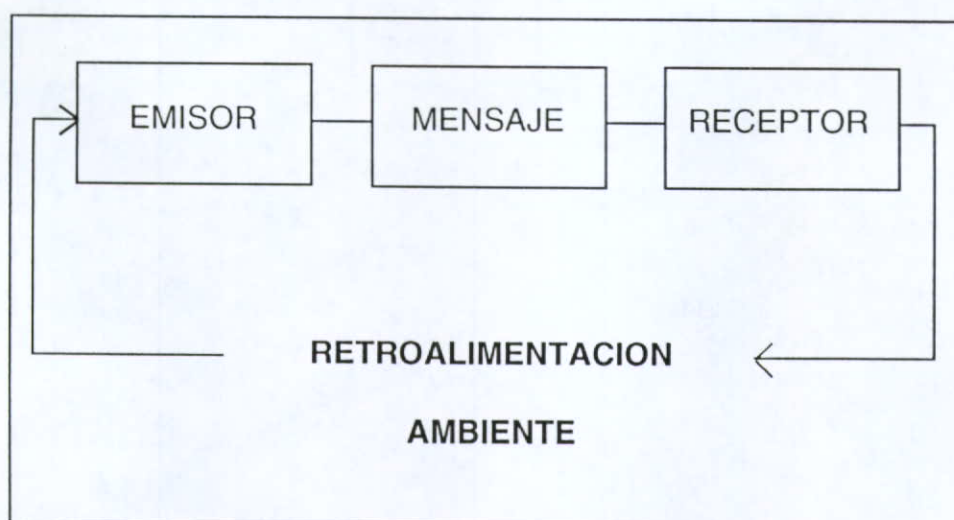 EMISOR
MENSAJE
RECEPTOR
RETROALIMENTACION
AMBIENTE